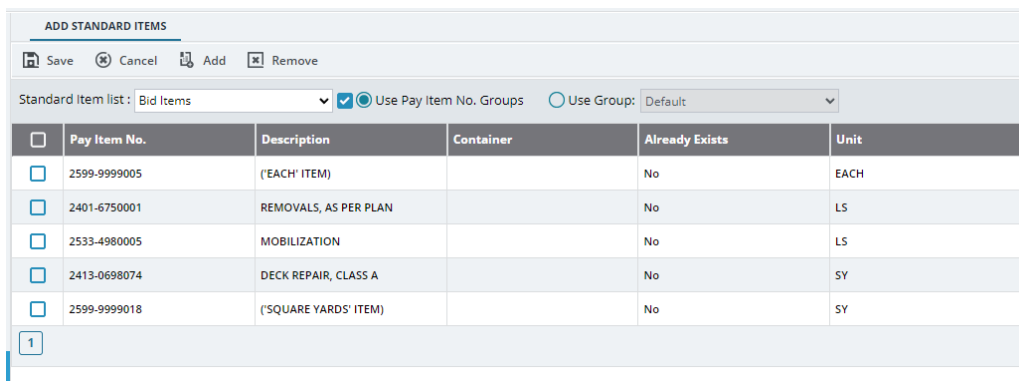 ADD STANDARD ITEMS
Save Cancel Add Remove
Standard Item list : Bid Items Use Pay Item No. Groups Use Group: Default
Pay Item No. Description Container Already Exists Unit
2599-9999005 ('EACH' ITEM) No EACH
2401-6750001 REMOVALS, AS PER PLAN No LS
2533-4980005 MOBILIZATION No LS
2413-0698074 DECK REPAIR, CLASS A No SY
2599-9999018 ('SQUARE YARDS' ITEM) No SY
1